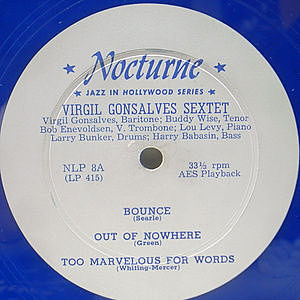 Nocturne
★ JAZZ IN HOLLYWOOD SERIES ★
VIRGIL GONSALVES SEXTET
Virgil Gonsalves, Baritone; Buddy Wise, Tenor
Bob Enevoldsen, V. Trombone; Lou Levy, Piano
Larry Bunker, Drums; Harry Babasin, Bass
NLP 8A
(LP 415)
33⅓ rpm
AES Playback
BOUNCE
(Searle)
OUT OF NOWHERE
(Green)
TOO MARVELOUS FOR WORDS
(Whiting-Mercer)